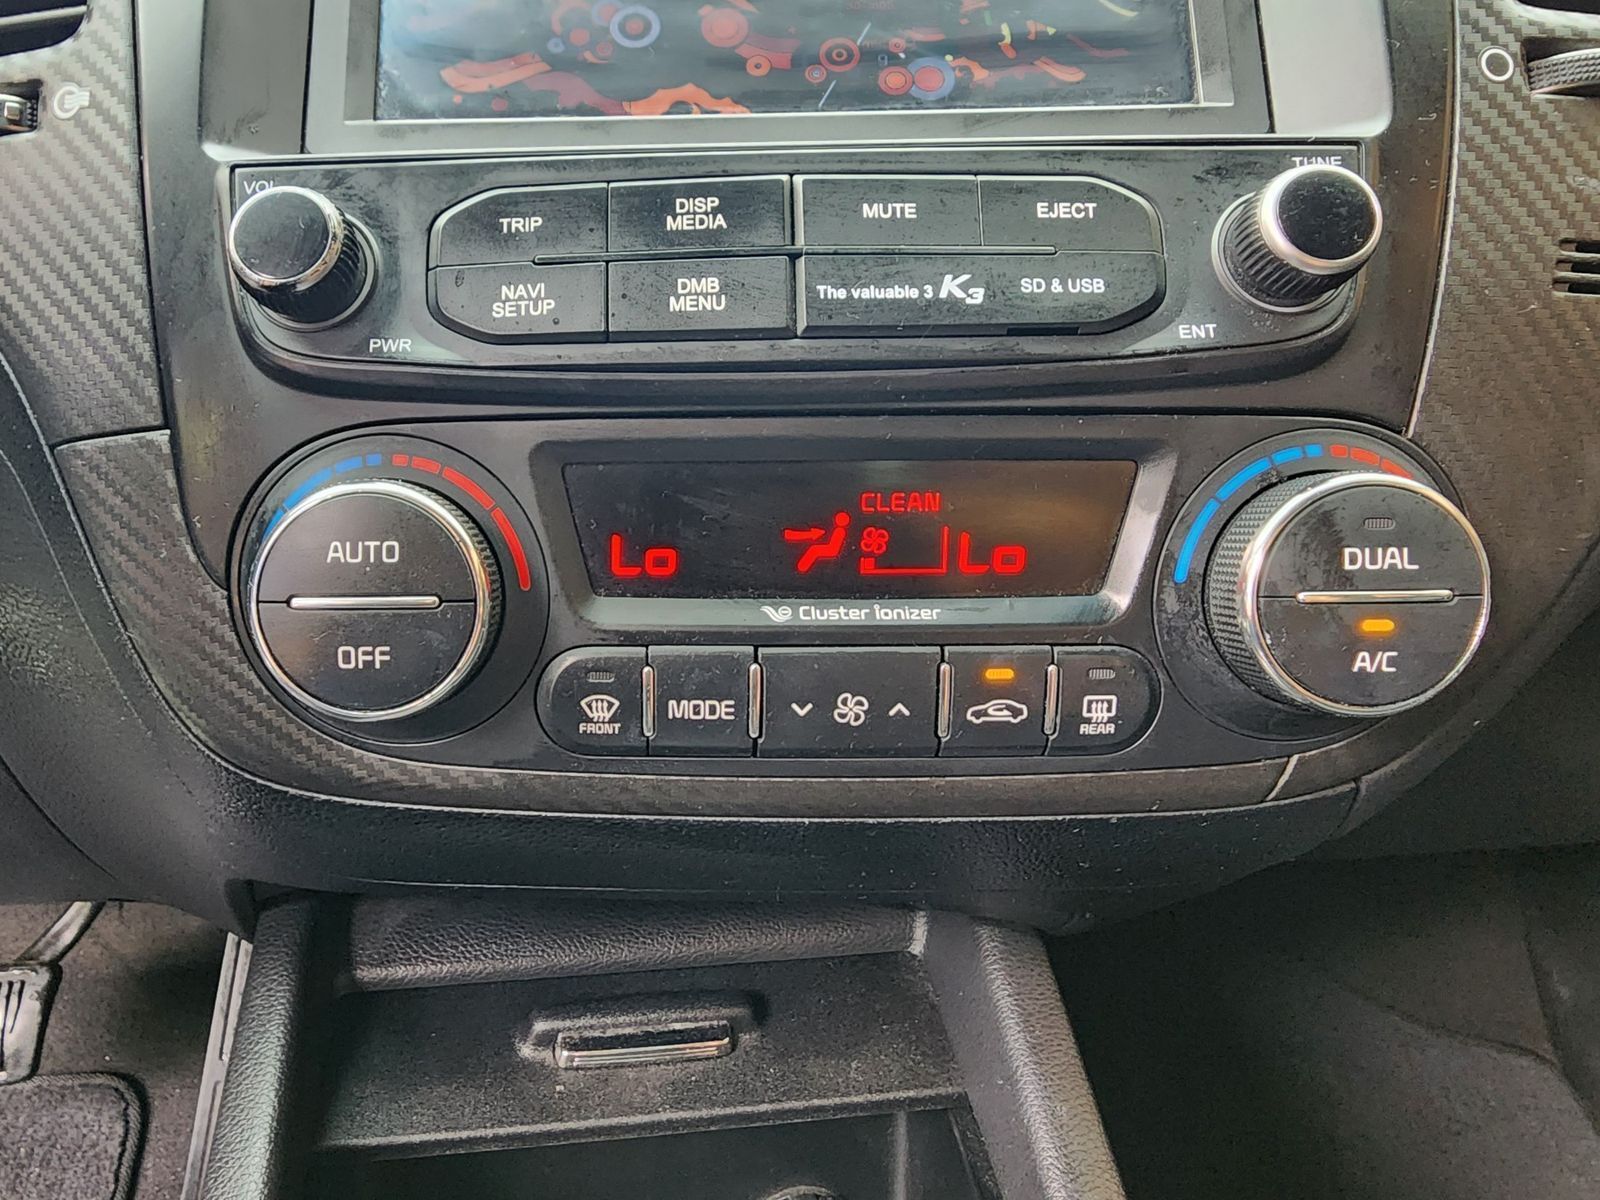 VOL
TUNE
TRIP
DISP
MEDIA
MUTE
EJECT
NAVI
SETUP
DMB
MENU
The valuable 3 K3
SD & USB
PWR
ENT
AUTO
OFF
CLEAN
Lo
Lo
Cluster ionizer
DUAL
A/C
FRONT
MODE
REAR